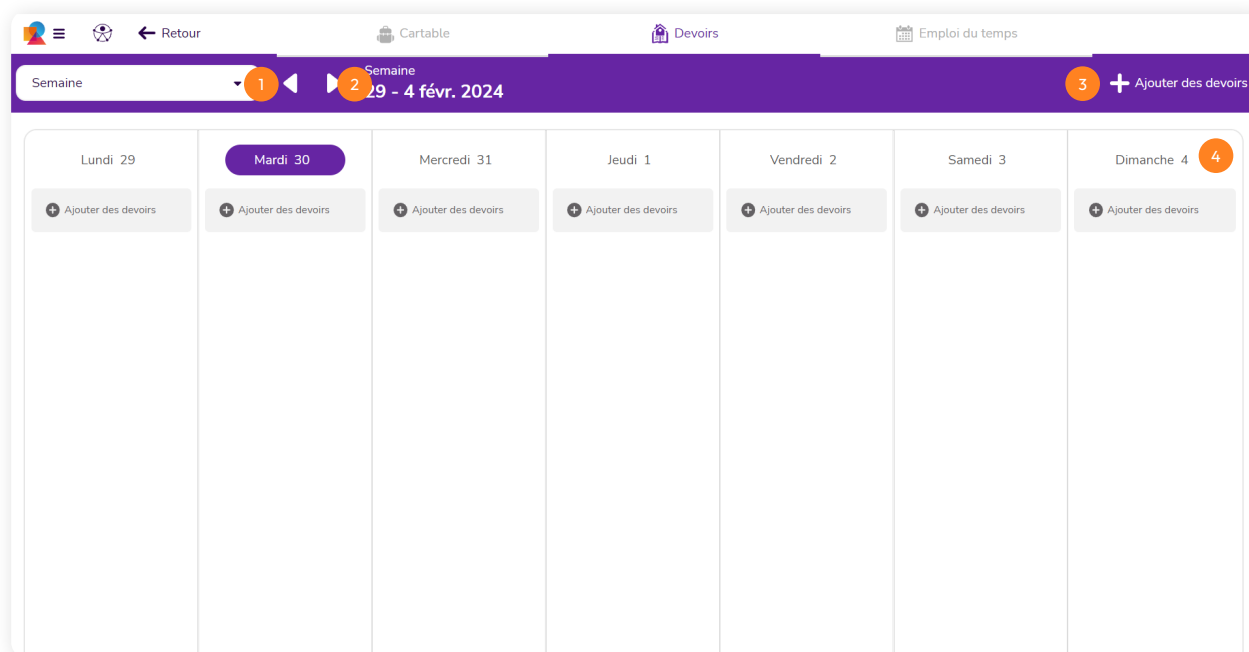 Retour
Cartable
Devoirs
Emploi du temps
Semaine
1
2
Semaine
29 - 4 févr. 2024
3
Ajouter des devoirs
Lundi 29
Mardi 30
Mercredi 31
Jeudi 1
Vendredi 2
Samedi 3
Dimanche 4
4
Ajouter des devoirs
Ajouter des devoirs
Ajouter des devoirs
Ajouter des devoirs
Ajouter des devoirs
Ajouter des devoirs
Ajouter des devoirs